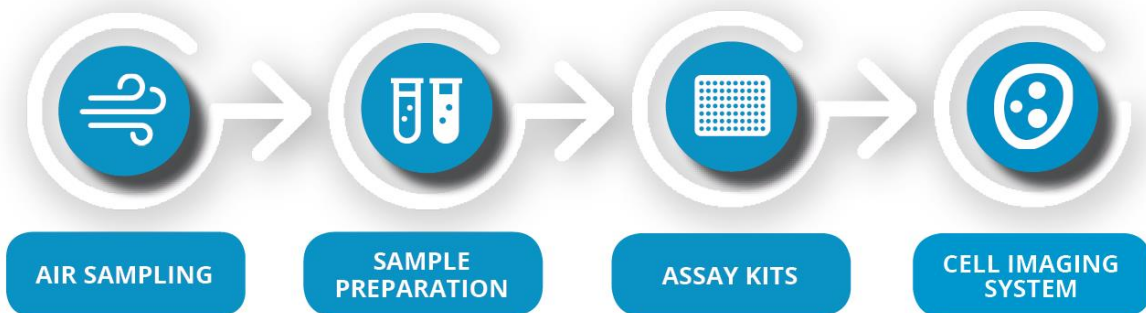 AIR SAMPLING
SAMPLE
PREPARATION
ASSAY KITS
CELL IMAGING
SYSTEM